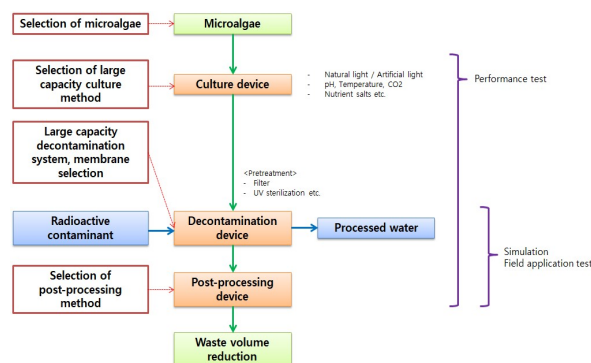 Selection of microalgae
Microalgae
Selection of large
capacity culture
method
Culture device
- Natural light / Artificial light
- pH, Temperature, CO2
- Nutrient salts etc.
Performance test
Large capacity
decontamination
system, membrane
selection
<Pretreatment>
- Filter
- UV sterilization etc.
Radioactive
contaminant
Decontamination
device
Processed water
Simulation
Field application test
Selection of
post-processing
method
Post-processing
device
Waste volume
reduction